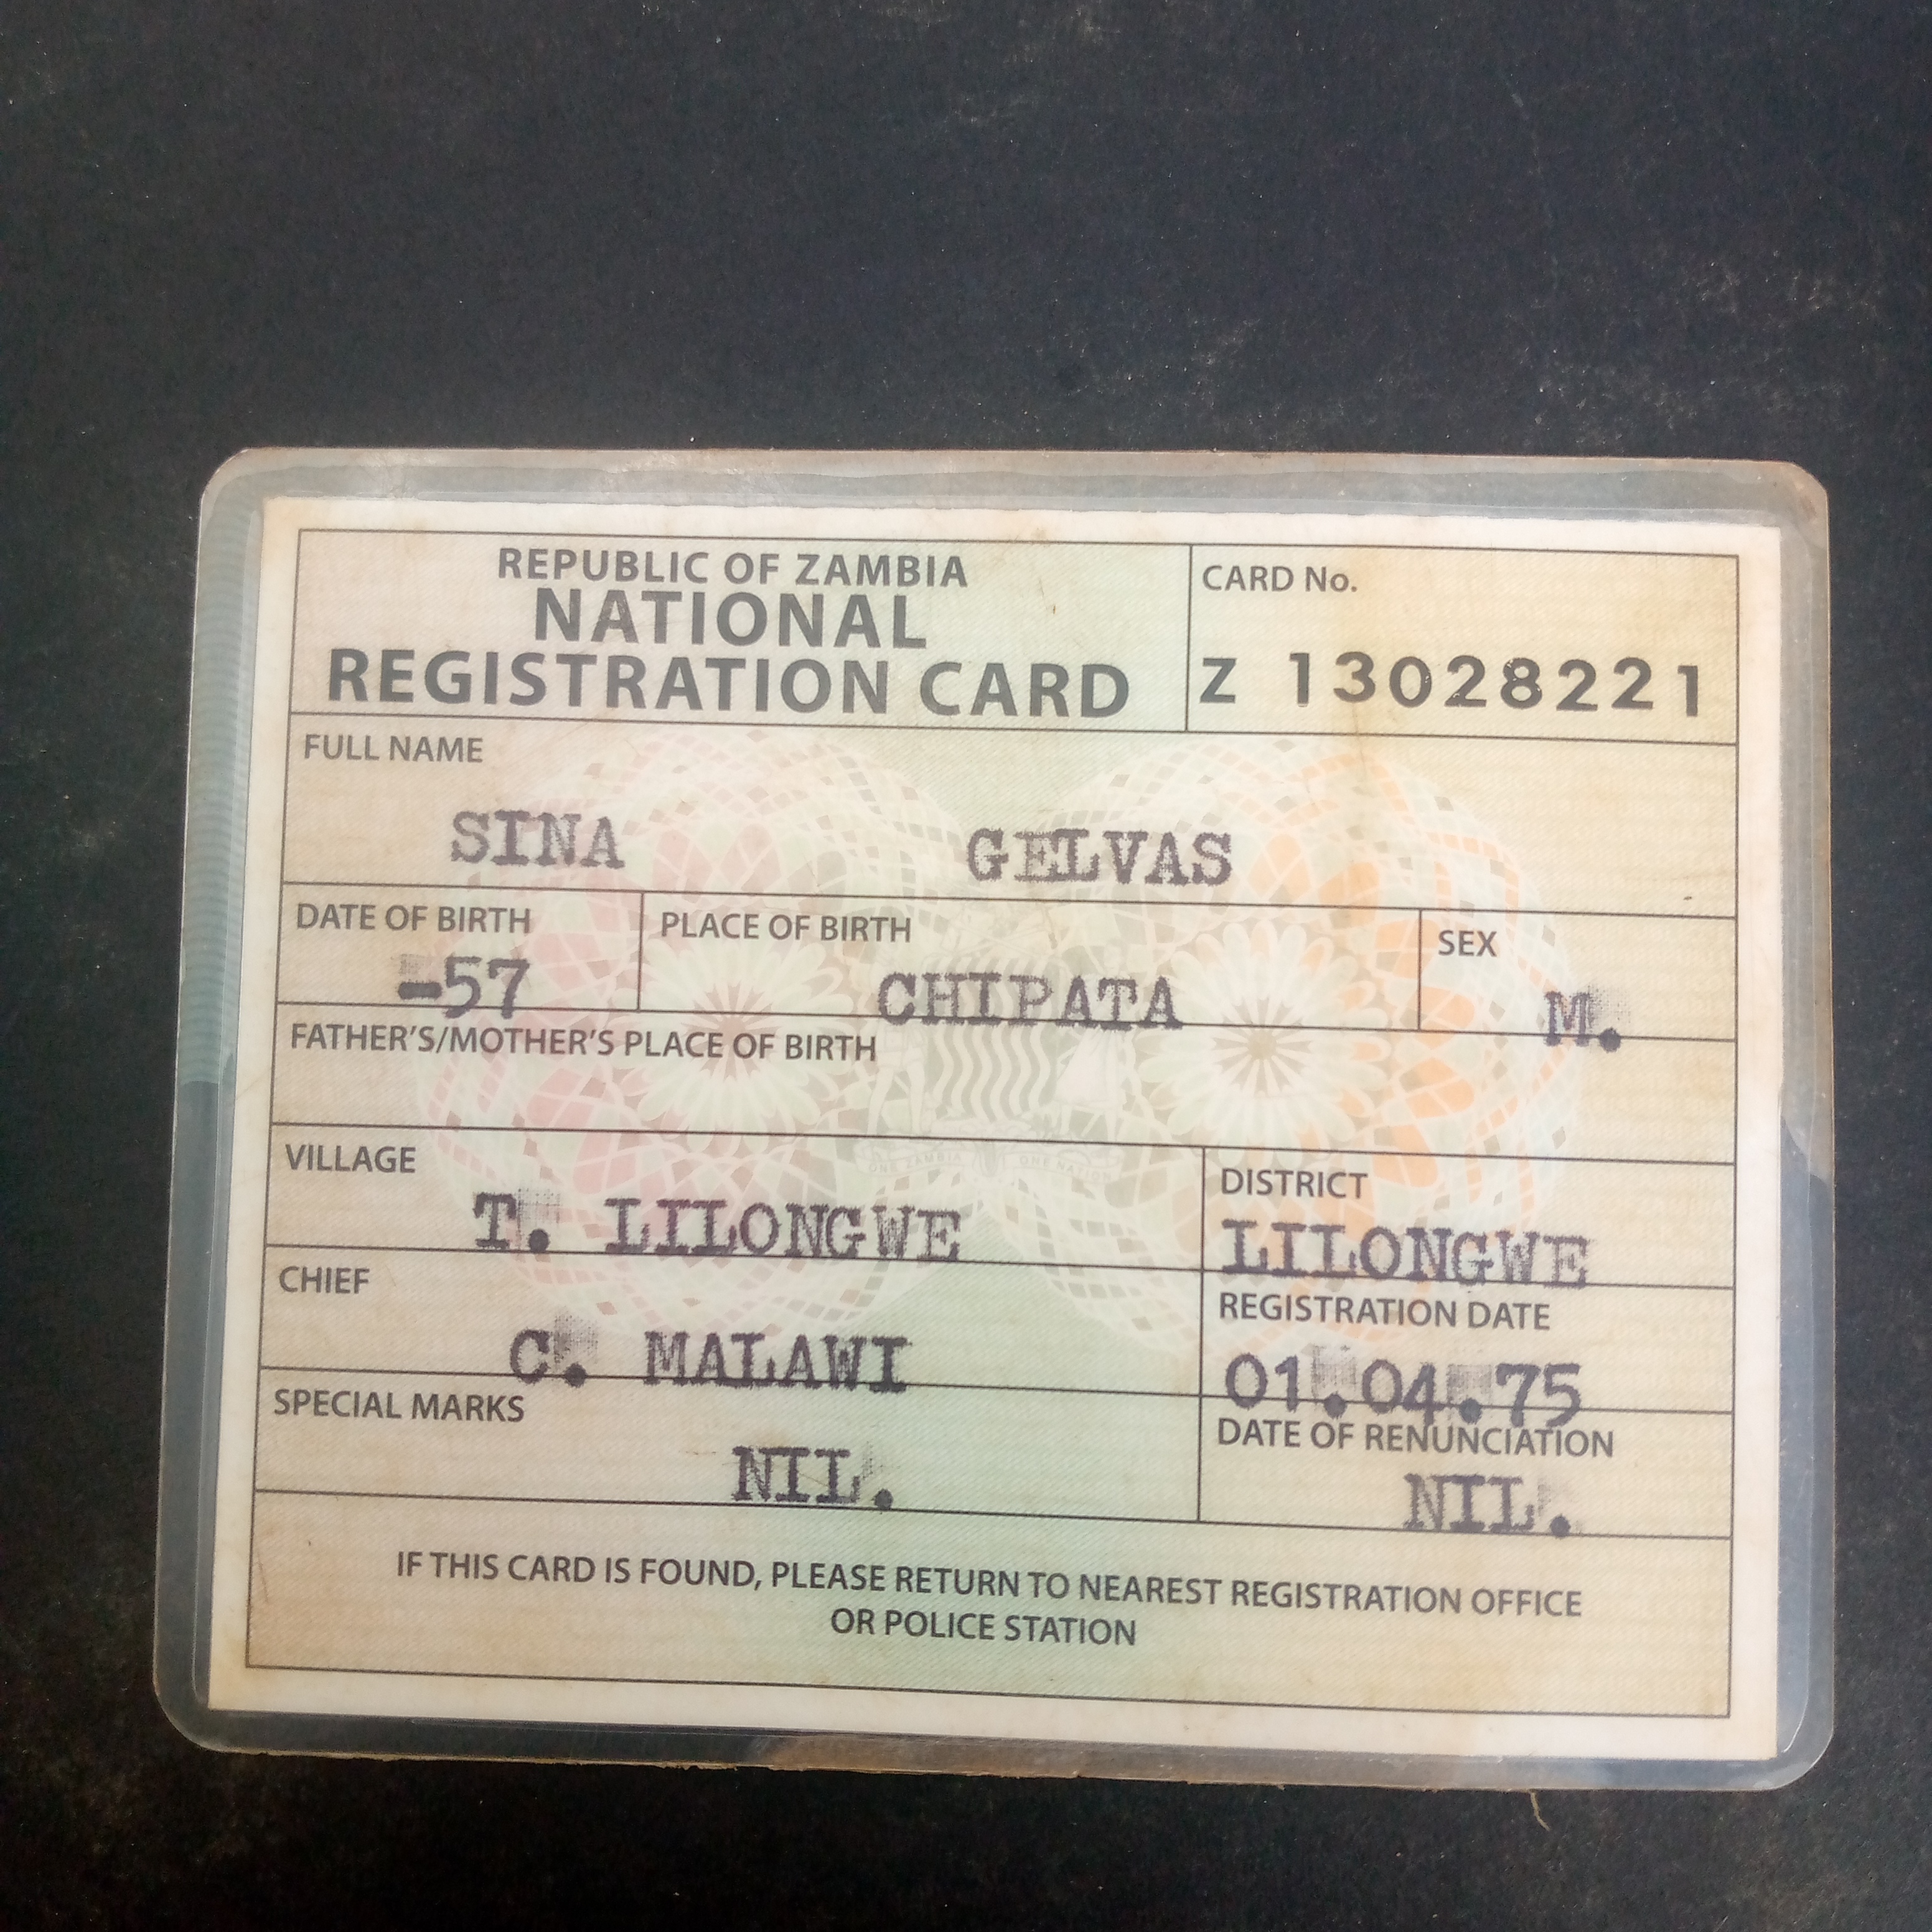 REPUBLIC OF ZAMBIA
NATIONAL
REGISTRATION CARD
CARD No.
Z 13028221
FULL NAME
SINA GELVAS
DATE OF BIRTH
-57
PLACE OF BIRTH
CHIPATA
SEX
M.
FATHER'S/MOTHER'S PLACE OF BIRTH
VILLAGE
T. LILONGWE
DISTRICT
LILONGWE
CHIEF
C. MALAWI
REGISTRATION DATE
01.04.75
SPECIAL MARKS
NIL.
DATE OF RENUNCIATION
NIL.
IF THIS CARD IS FOUND, PLEASE RETURN TO NEAREST REGISTRATION OFFICE
OR POLICE STATION